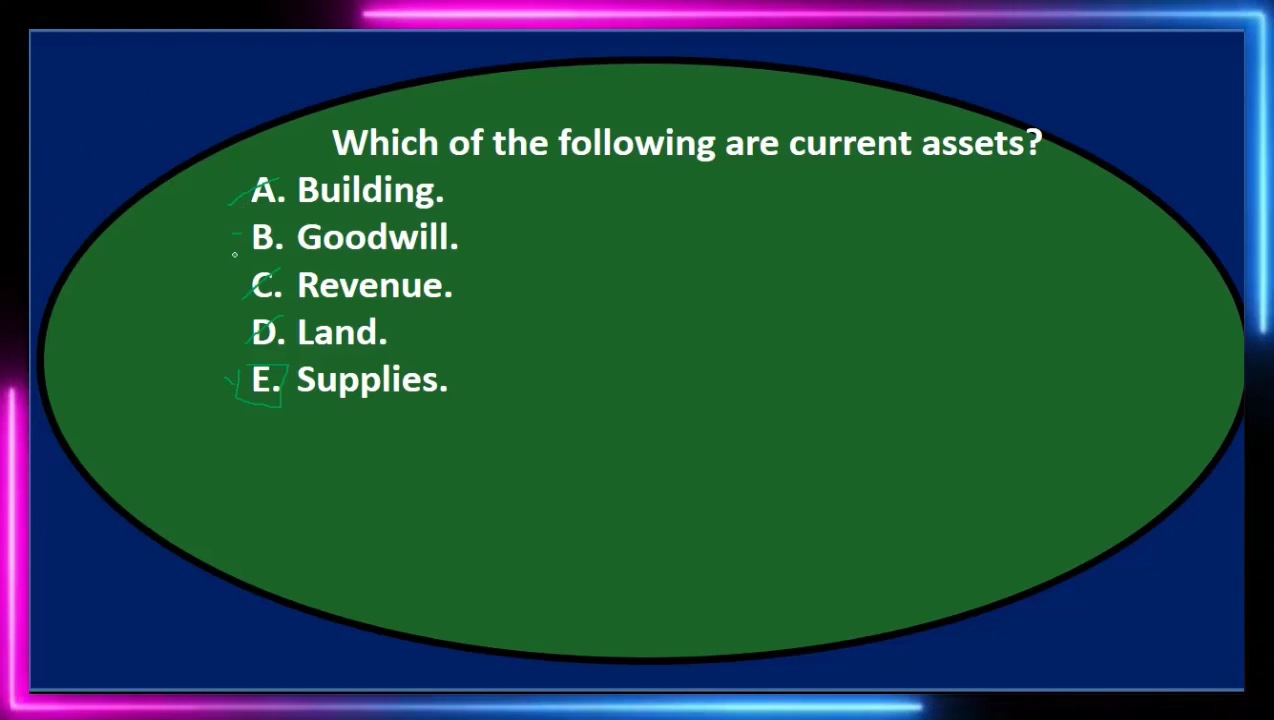 Which of the following are current assets?
A. Building.
B. Goodwill.
C. Revenue.
D. Land.
E. Supplies.